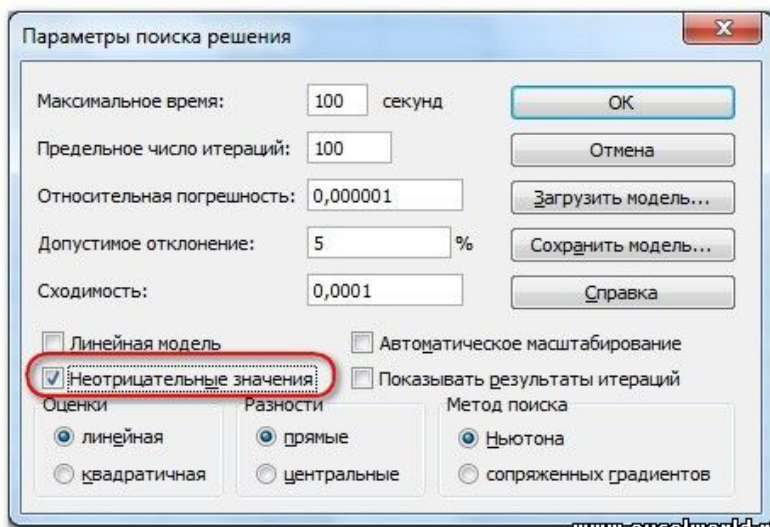 Параметры поиска решения
Максимальное время: 100 секунд ОК
Предельное число итераций: 100 Отмена
Относительная погрешность: 0,000001 Загрузить модель...
Допустимое отклонение: 5 % Сохранить модель...
Сходимость: 0,0001 Справка
Линейная модель Автоматическое масштабирование
Неотрицательные значения Показывать результаты итераций
Оценки Разности Метод поиска
линейная прямые Ньютона
квадратичная центральные сопряженных градиентов